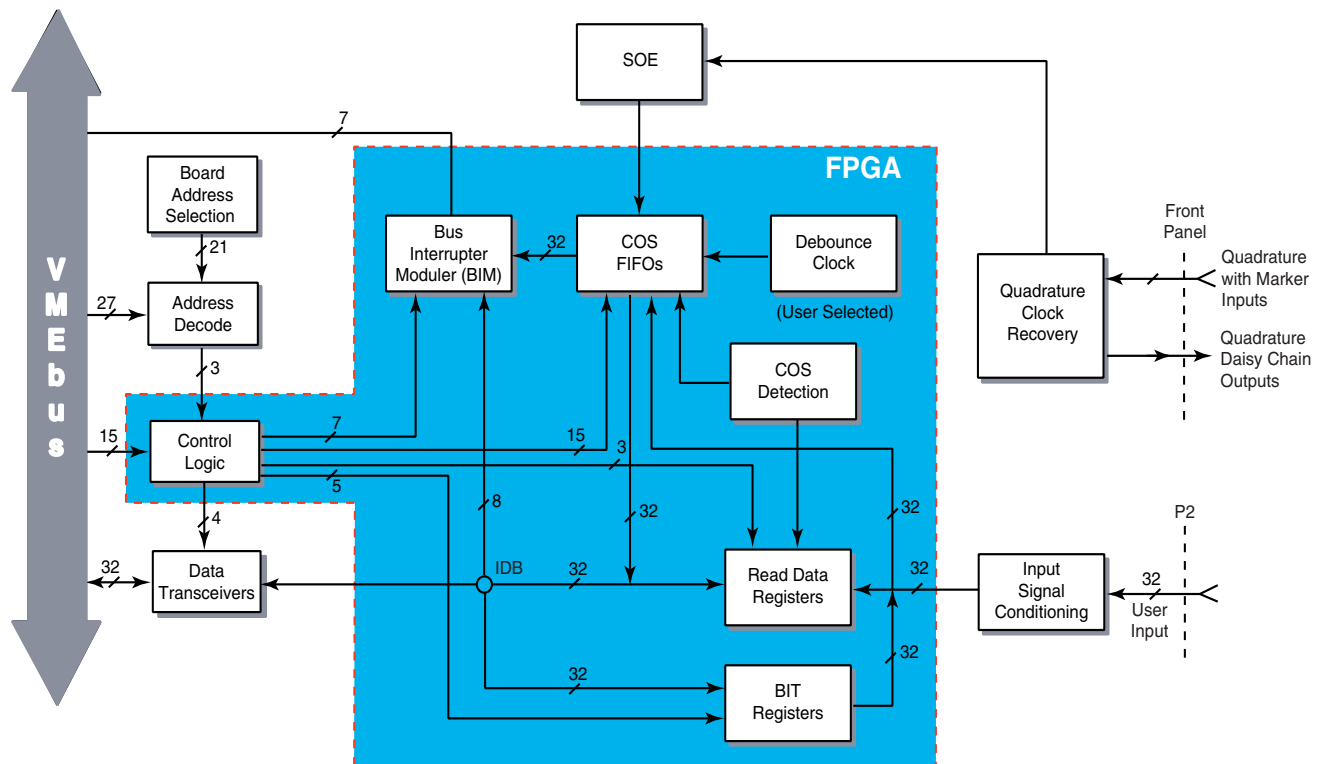 SOE
7
FPGA
Board
Address
Selection
21
27
Address
Decode
3
VMEbus
Bus
Interrupter
Moduler (BIM)
32
COS
FIFOs
Debounce
Clock
(User Selected)
Front
Panel
Quadrature
Clock
Recovery
Quadrature
with Marker
Inputs
Quadrature
Daisy Chain
Outputs
COS
Detection
15
Control
Logic
7
15
3
5
4
8
32
32
32
Data
Transceivers
IDB
32
Read Data
Registers
32
Input
Signal
Conditioning
P2
32
User
Input
32
32
BIT
Registers